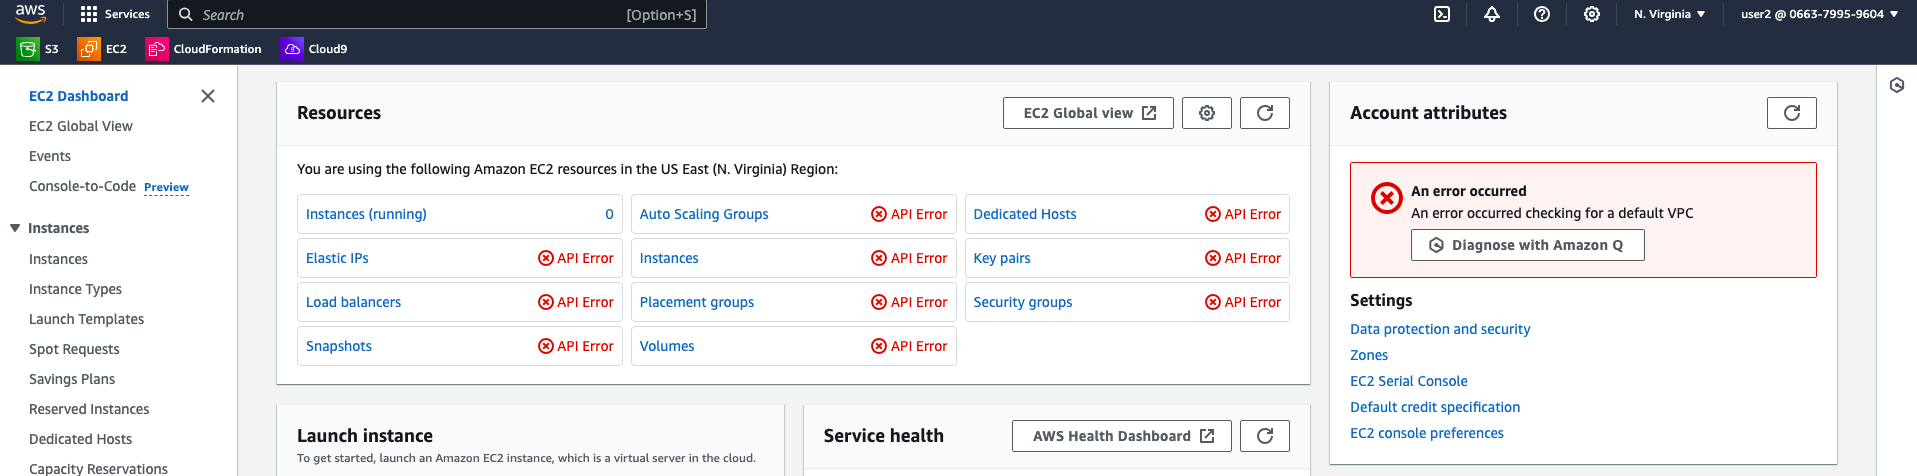 aws
Services
Search
[Option+S]
N. Virginia
user2 @ 0663-7995-9604
S3
EC2
CloudFormation
Cloud9
EC2 Dashboard
EC2 Global View
Events
Console-to-Code Preview
Instances
Instances
Instance Types
Launch Templates
Spot Requests
Savings Plans
Reserved Instances
Dedicated Hosts
Capacity Reservations
Resources
EC2 Global view
You are using the following Amazon EC2 resources in the US East (N. Virginia) Region:
Instances (running) 0
Auto Scaling Groups API Error
Dedicated Hosts API Error
Elastic IPs API Error
Instances API Error
Key pairs API Error
Load balancers API Error
Placement groups API Error
Security groups API Error
Snapshots API Error
Volumes API Error
Launch instance
To get started, launch an Amazon EC2 instance, which is a virtual server in the cloud.
Service health
AWS Health Dashboard
Account attributes
An error occurred
An error occurred checking for a default VPC
Diagnose with Amazon Q
Settings
Data protection and security
Zones
EC2 Serial Console
Default credit specification
EC2 console preferences